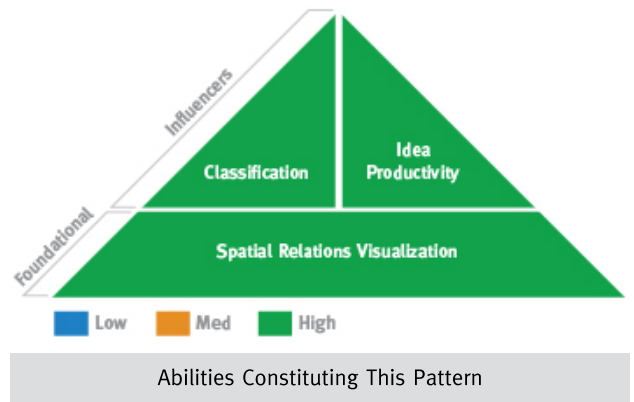 Influencers
Classification
Idea
Productivity
Foundational
Spatial Relations Visualization
Low
Med
High
Abilities Constituting This Pattern